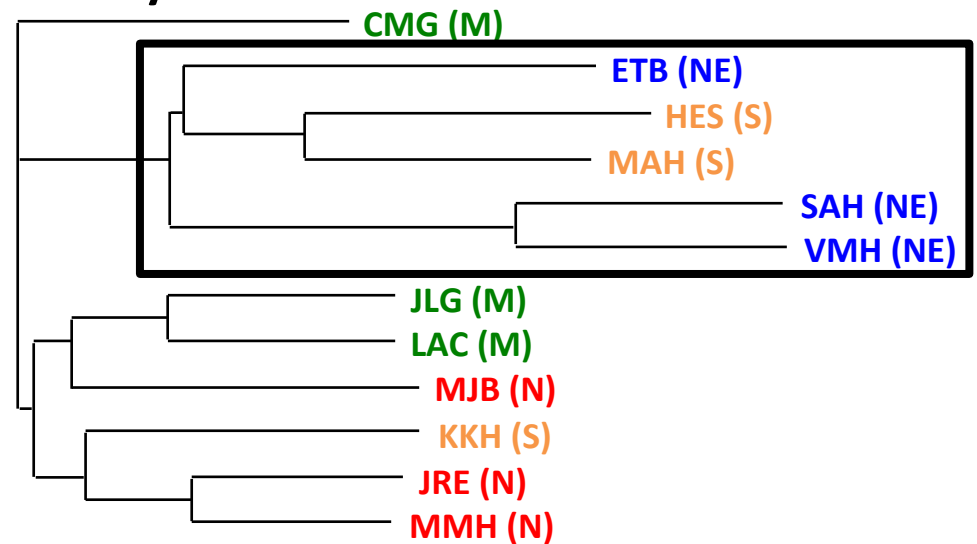 CMG (M)
ETB (NE)
HES (S)
MAH (S)
SAH (NE)
VMH (NE)
JLG (M)
LAC (M)
MJB (N)
KKH (S)
JRE (N)
MMH (N)